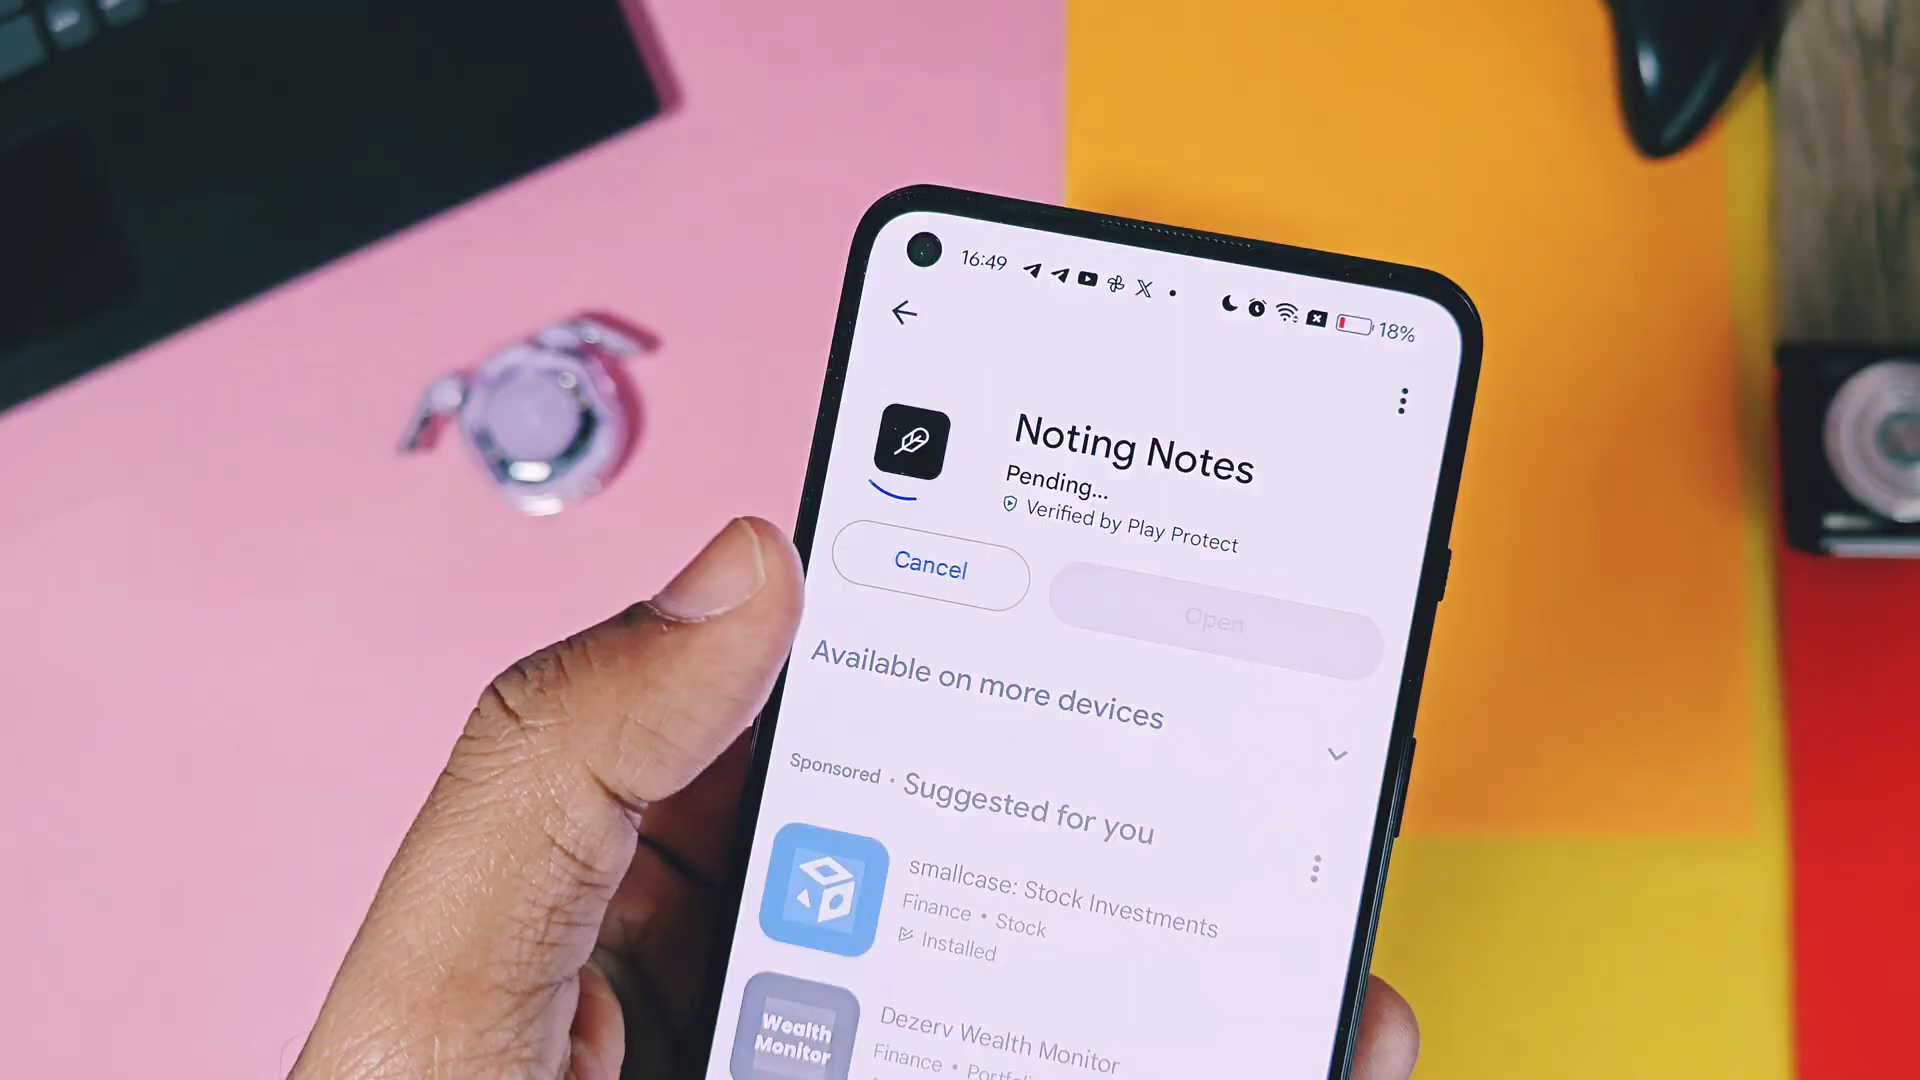 16:49
18%
Noting Notes
Pending...
Verified by Play Protect
Cancel
Open
Available on more devices
Sponsored • Suggested for you
smallcase: Stock Investments
Finance • Stock
Installed
Wealth
Monitor
Dezerv Wealth Monitor
Finance •